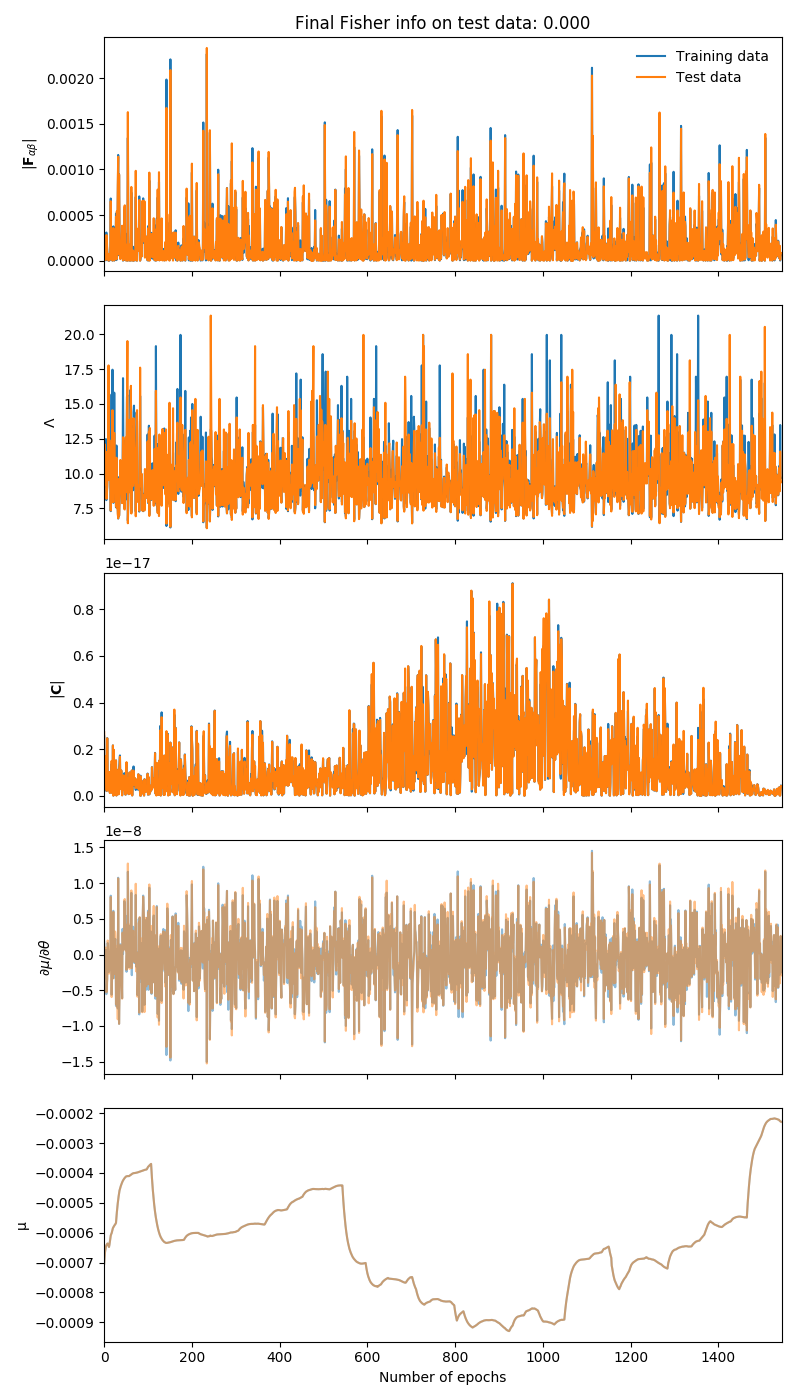 Final Fisher info on test data: 0.000
Training data
Test data
|F_{αβ}|
0.0020
0.0015
0.0010
0.0005
0.0000
Λ
20.0
17.5
15.0
12.5
10.0
7.5
1e−17
|C|
0.8
0.6
0.4
0.2
0.0
1e−8
∂μ/∂θ
1.5
1.0
0.5
0.0
−0.5
−1.0
−1.5
μ
−0.0002
−0.0003
−0.0004
−0.0005
−0.0006
−0.0007
−0.0008
−0.0009
0 200 400 600 800 1000 1200 1400
Number of epochs